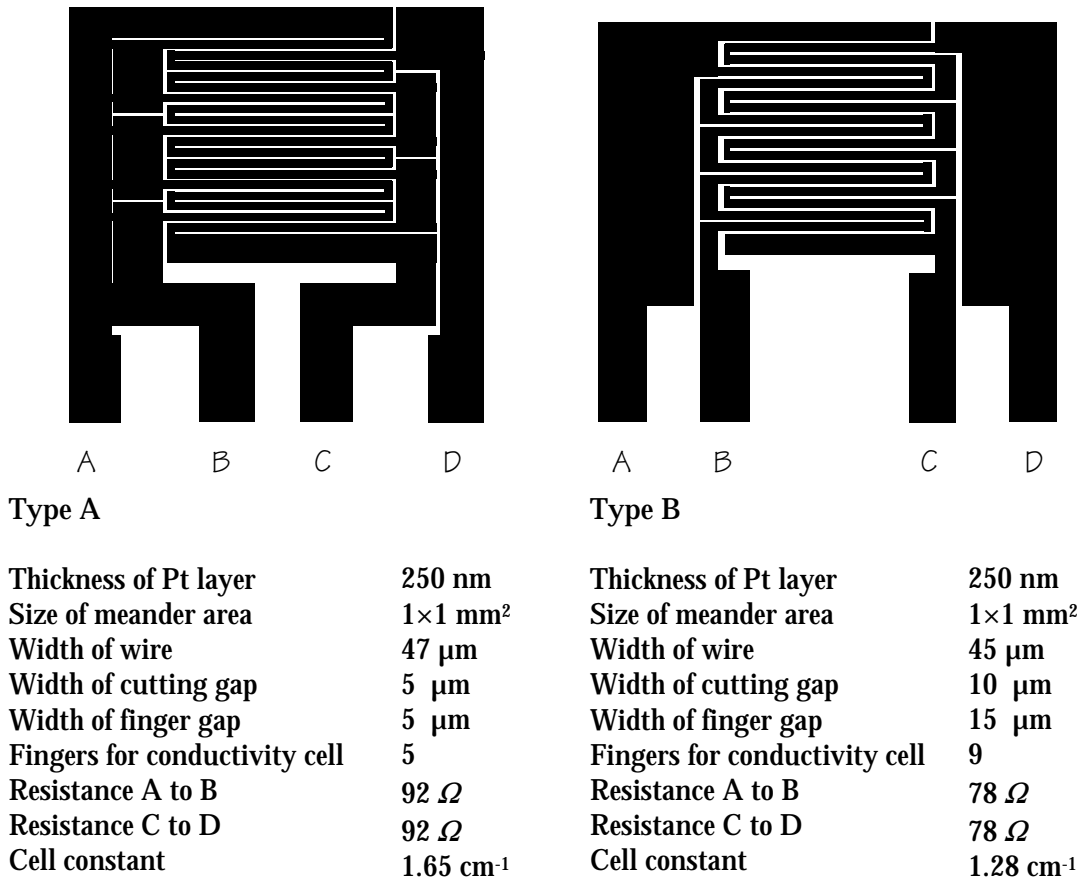 A B C D
Type A
Thickness of Pt layer 250 nm
Size of meander area 1×1 mm²
Width of wire 47 μm
Width of cutting gap 5 μm
Width of finger gap 5 μm
Fingers for conductivity cell 5
Resistance A to B 92 Ω
Resistance C to D 92 Ω
Cell constant 1.65 cm-1
A B C D
Type B
Thickness of Pt layer 250 nm
Size of meander area 1×1 mm²
Width of wire 45 μm
Width of cutting gap 10 μm
Width of finger gap 15 μm
Fingers for conductivity cell 9
Resistance A to B 78 Ω
Resistance C to D 78 Ω
Cell constant 1.28 cm-1